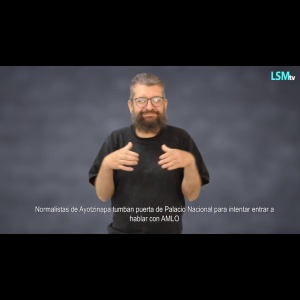 LSMtv
Normalistas de Ayotzinapa tumban puerta de Palacio Nacional para intentar entrar a
hablar con AMLO